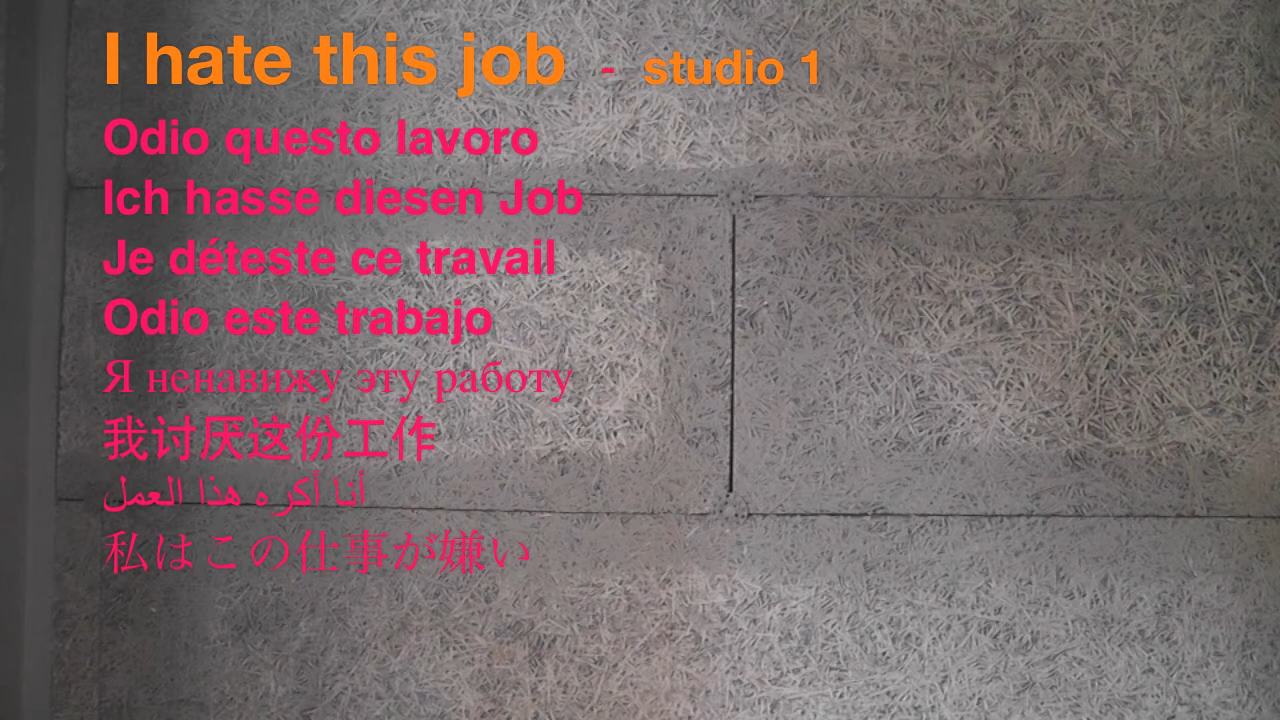 I hate this job - studio 1
Odio questo lavoro
Ich hasse diesen Job
Je déteste ce travail
Odio este trabajo
Я ненавижу эту работу
我讨厌这份工作
أنا أكره هذا العمل
私はこの仕事が嫌い